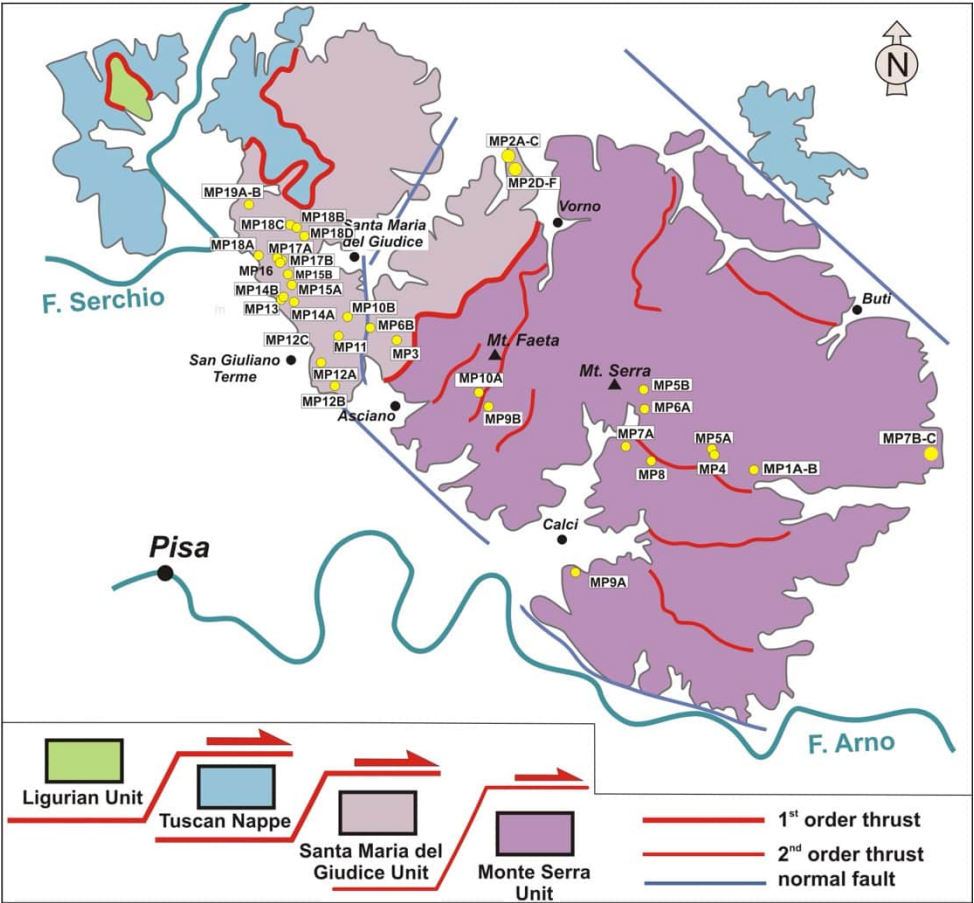 N
MP2A-C
MP2D-F
MP19A-B
Vorno
MP18B
MP18C
MP18D
Santa Maria
del Giudice
MP18A
MP17A
MP17B
MP16
MP15B
MP14B
MP15A
MP13
MP14A
MP10B
F. Serchio
Buti
MP6B
MP12C
MP11
MP3
Mt. Faeta
San Giuliano
Terme
MP12A
MP10A
Mt. Serra
MP5B
MP12B
Asciano
MP9B
MP6A
MP7A
MP5A
MP7B-C
MP8
MP4
MP1A-B
Calci
Pisa
MP9A
F. Arno
Ligurian Unit
Tuscan Nappe
Santa Maria del
Giudice Unit
Monte Serra
Unit
1st order thrust
2nd order thrust
normal fault